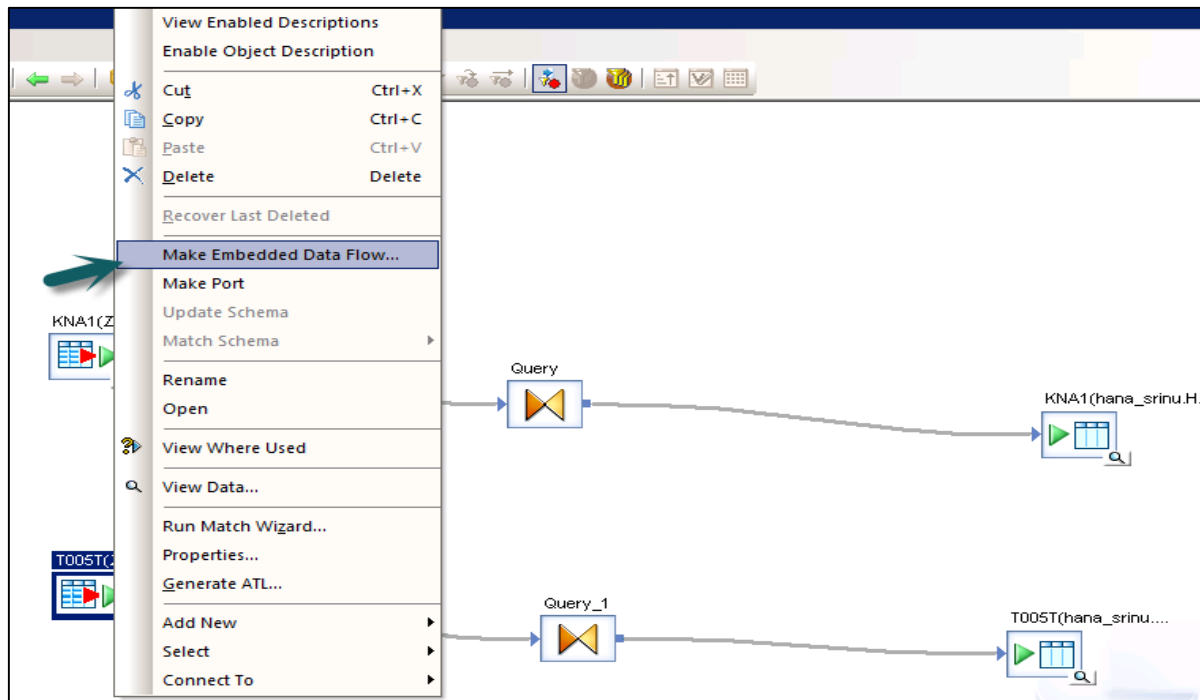 View Enabled Descriptions
Enable Object Description
Cut Ctrl+X
Copy Ctrl+C
Paste Ctrl+V
Delete Delete
Recover Last Deleted
Make Embedded Data Flow...
Make Port
Update Schema
Match Schema
Rename
Open
View Where Used
View Data...
Run Match Wizard...
Properties...
Generate ATL...
Add New
Select
Connect To
KNA1(Z
T005T(
Query
KNA1(hana_srinu.H.
Query_1
T005T(hana_srinu....